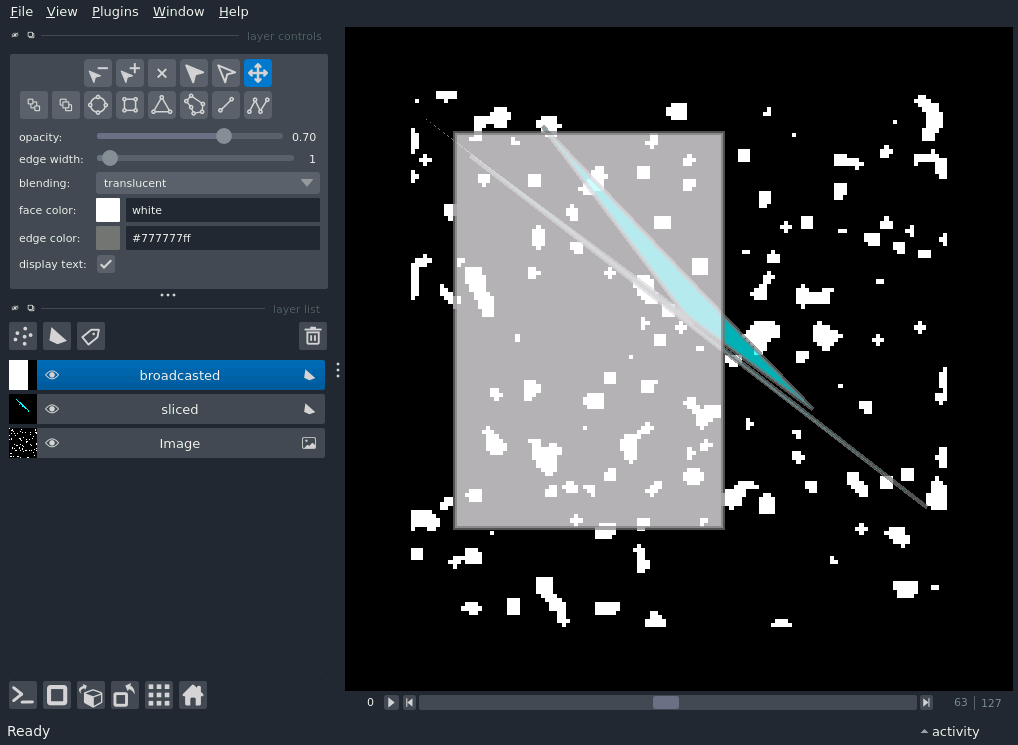 File View Plugins Window Help
layer controls
opacity: 0.70
edge width: 1
blending: translucent
face color: white
edge color: #777777ff
display text:
layer list
broadcasted
sliced
Image
0 63 127
Ready activity